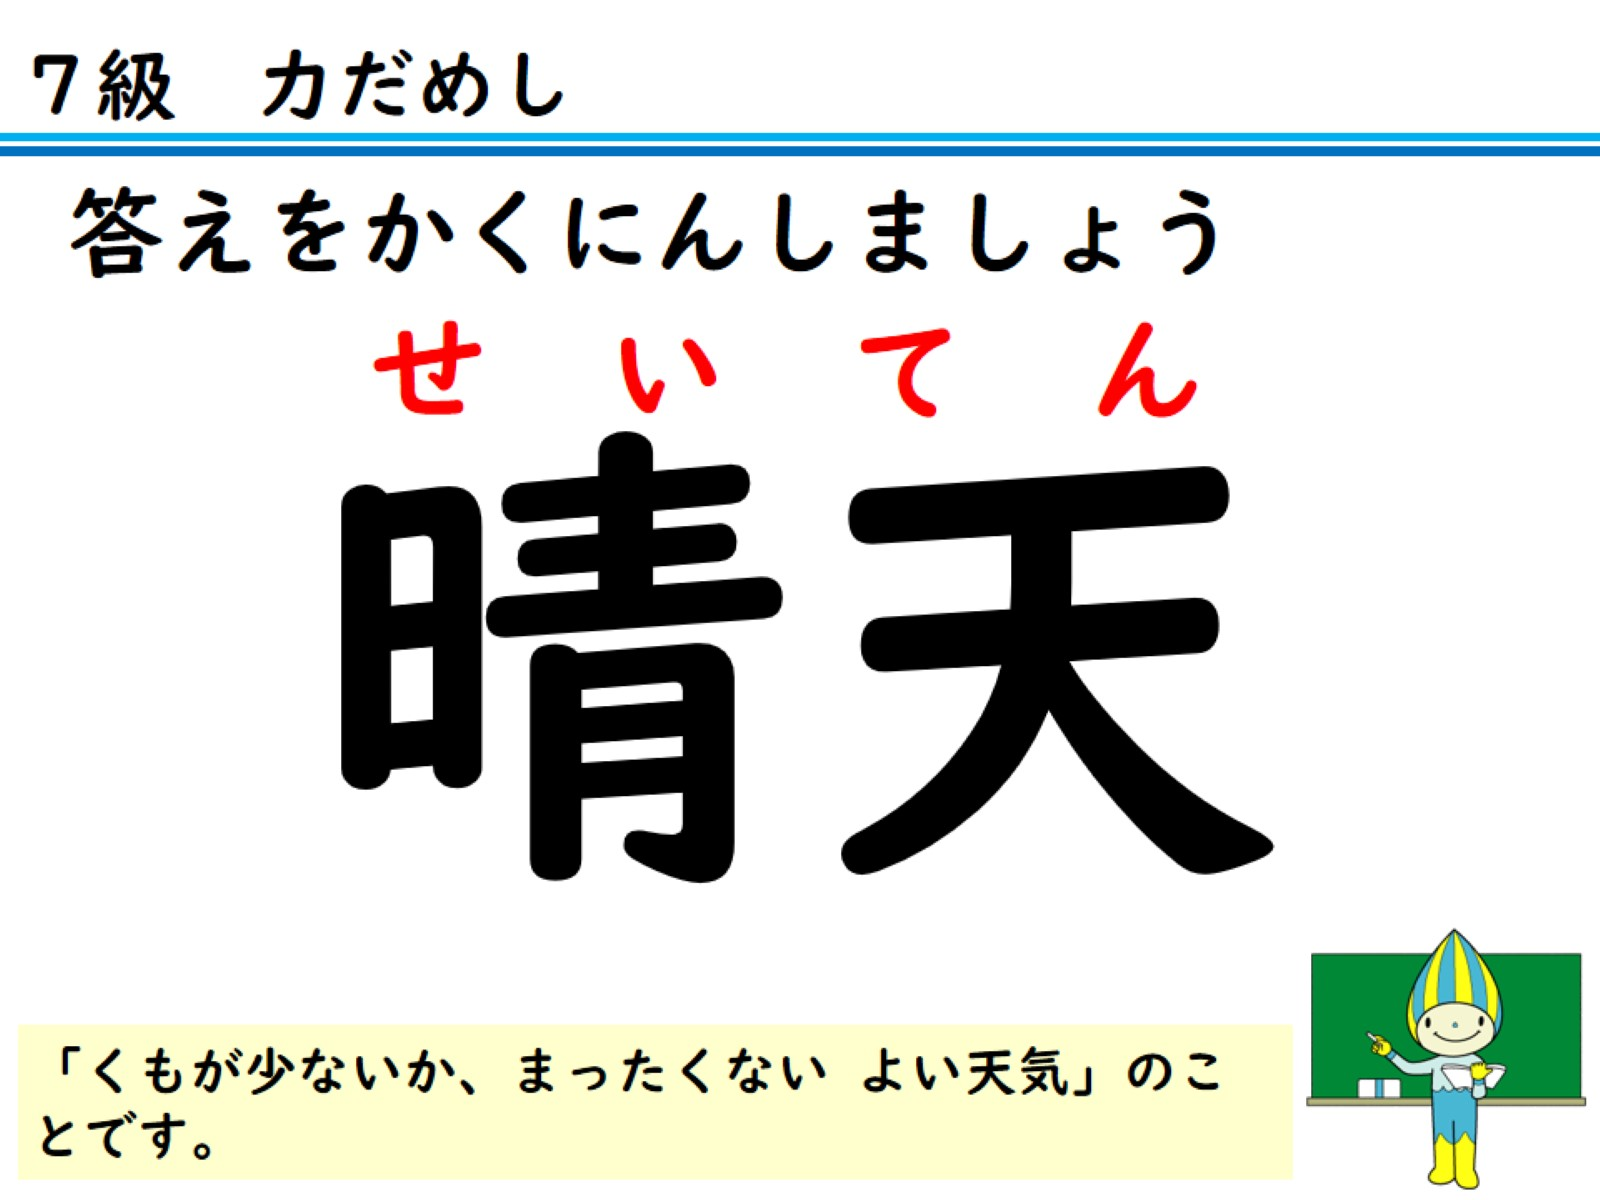 ７級　力だめし
答えをかくにんしましょう
せいてん
晴天
「くもが少ないか、まったくない よい天気」のこ
とです。